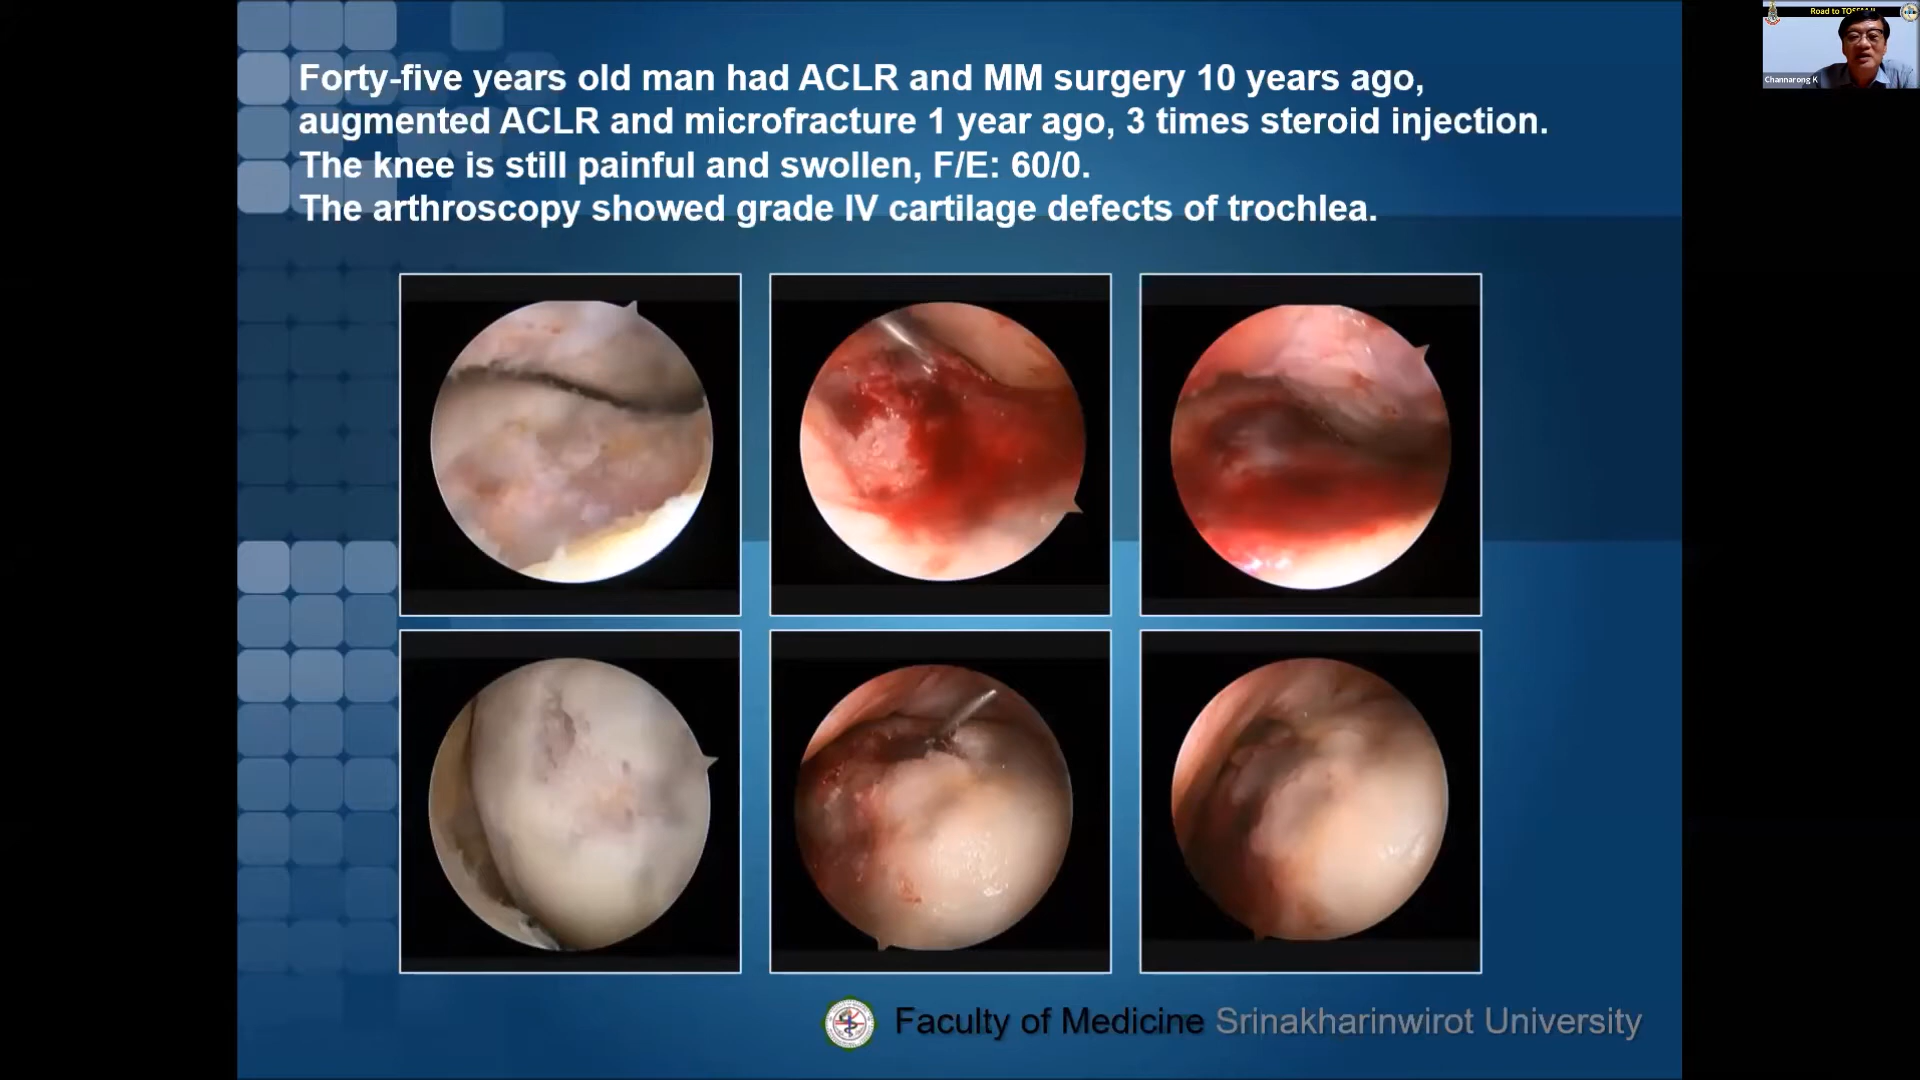 Road to
Channarong K
Forty-five years old man had ACLR and MM surgery 10 years ago,
augmented ACLR and microfracture 1 year ago, 3 times steroid injection.
The knee is still painful and swollen, F/E: 60/0.
The arthroscopy showed grade IV cartilage defects of trochlea.
Faculty of Medicine Srinakharinwirot University